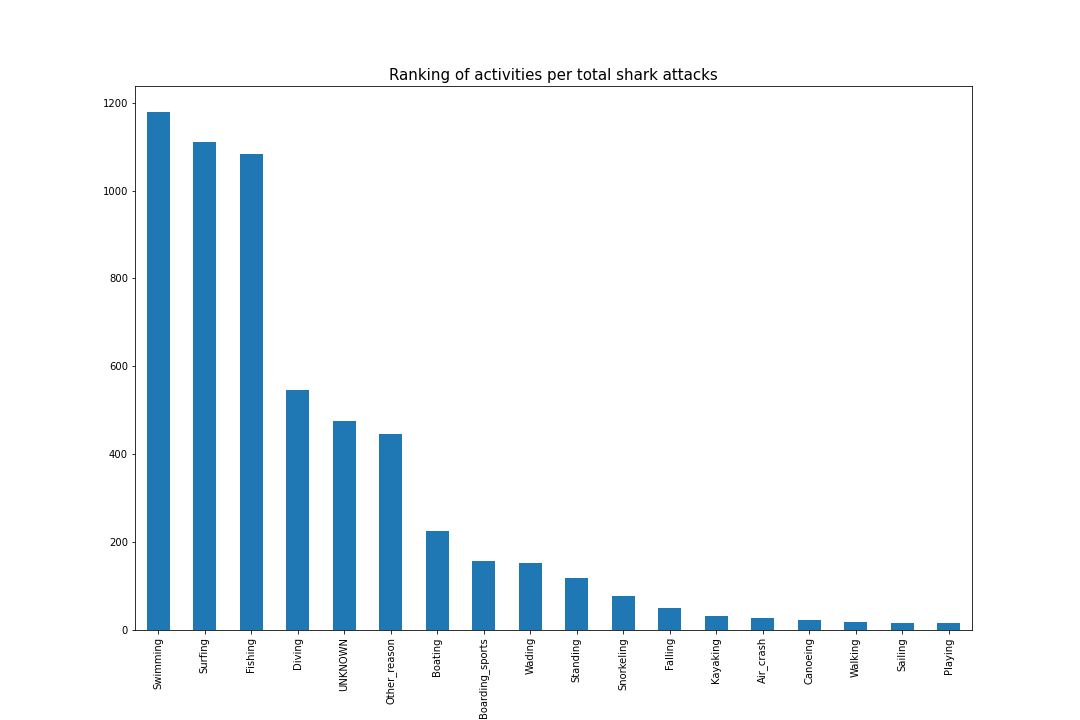 Ranking of activities per total shark attacks
1200
1000
800
600
400
200
0
Swimming
Surfing
Fishing
Diving
UNKNOWN
Other_reason
Boating
Boarding_sports
Wading
Standing
Snorkeling
Falling
Kayaking
Air_crash
Canoeing
Walking
Sailing
Playing